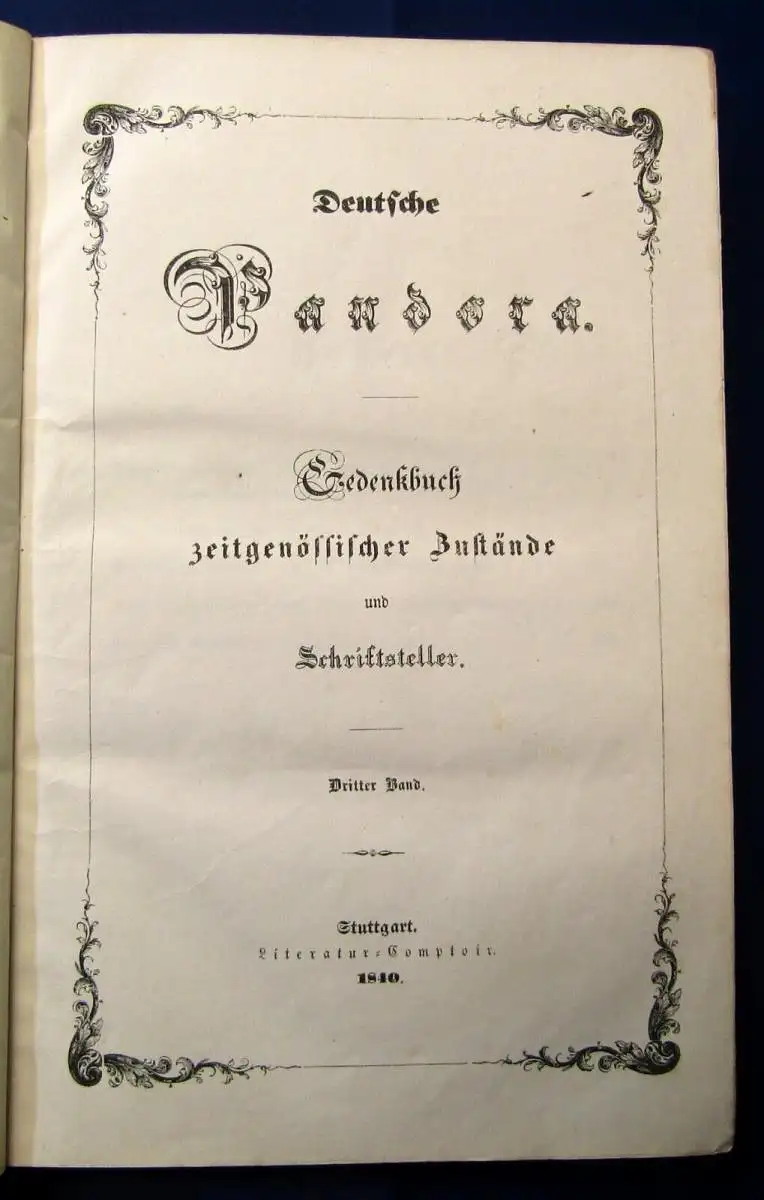 Deutsche
Pandora.
Gedenkbuch
zeitgenössischer Zustände
und
Schriftsteller.
Dritter Band.
Stuttgart.
Literatur-Comptoir.
1840.